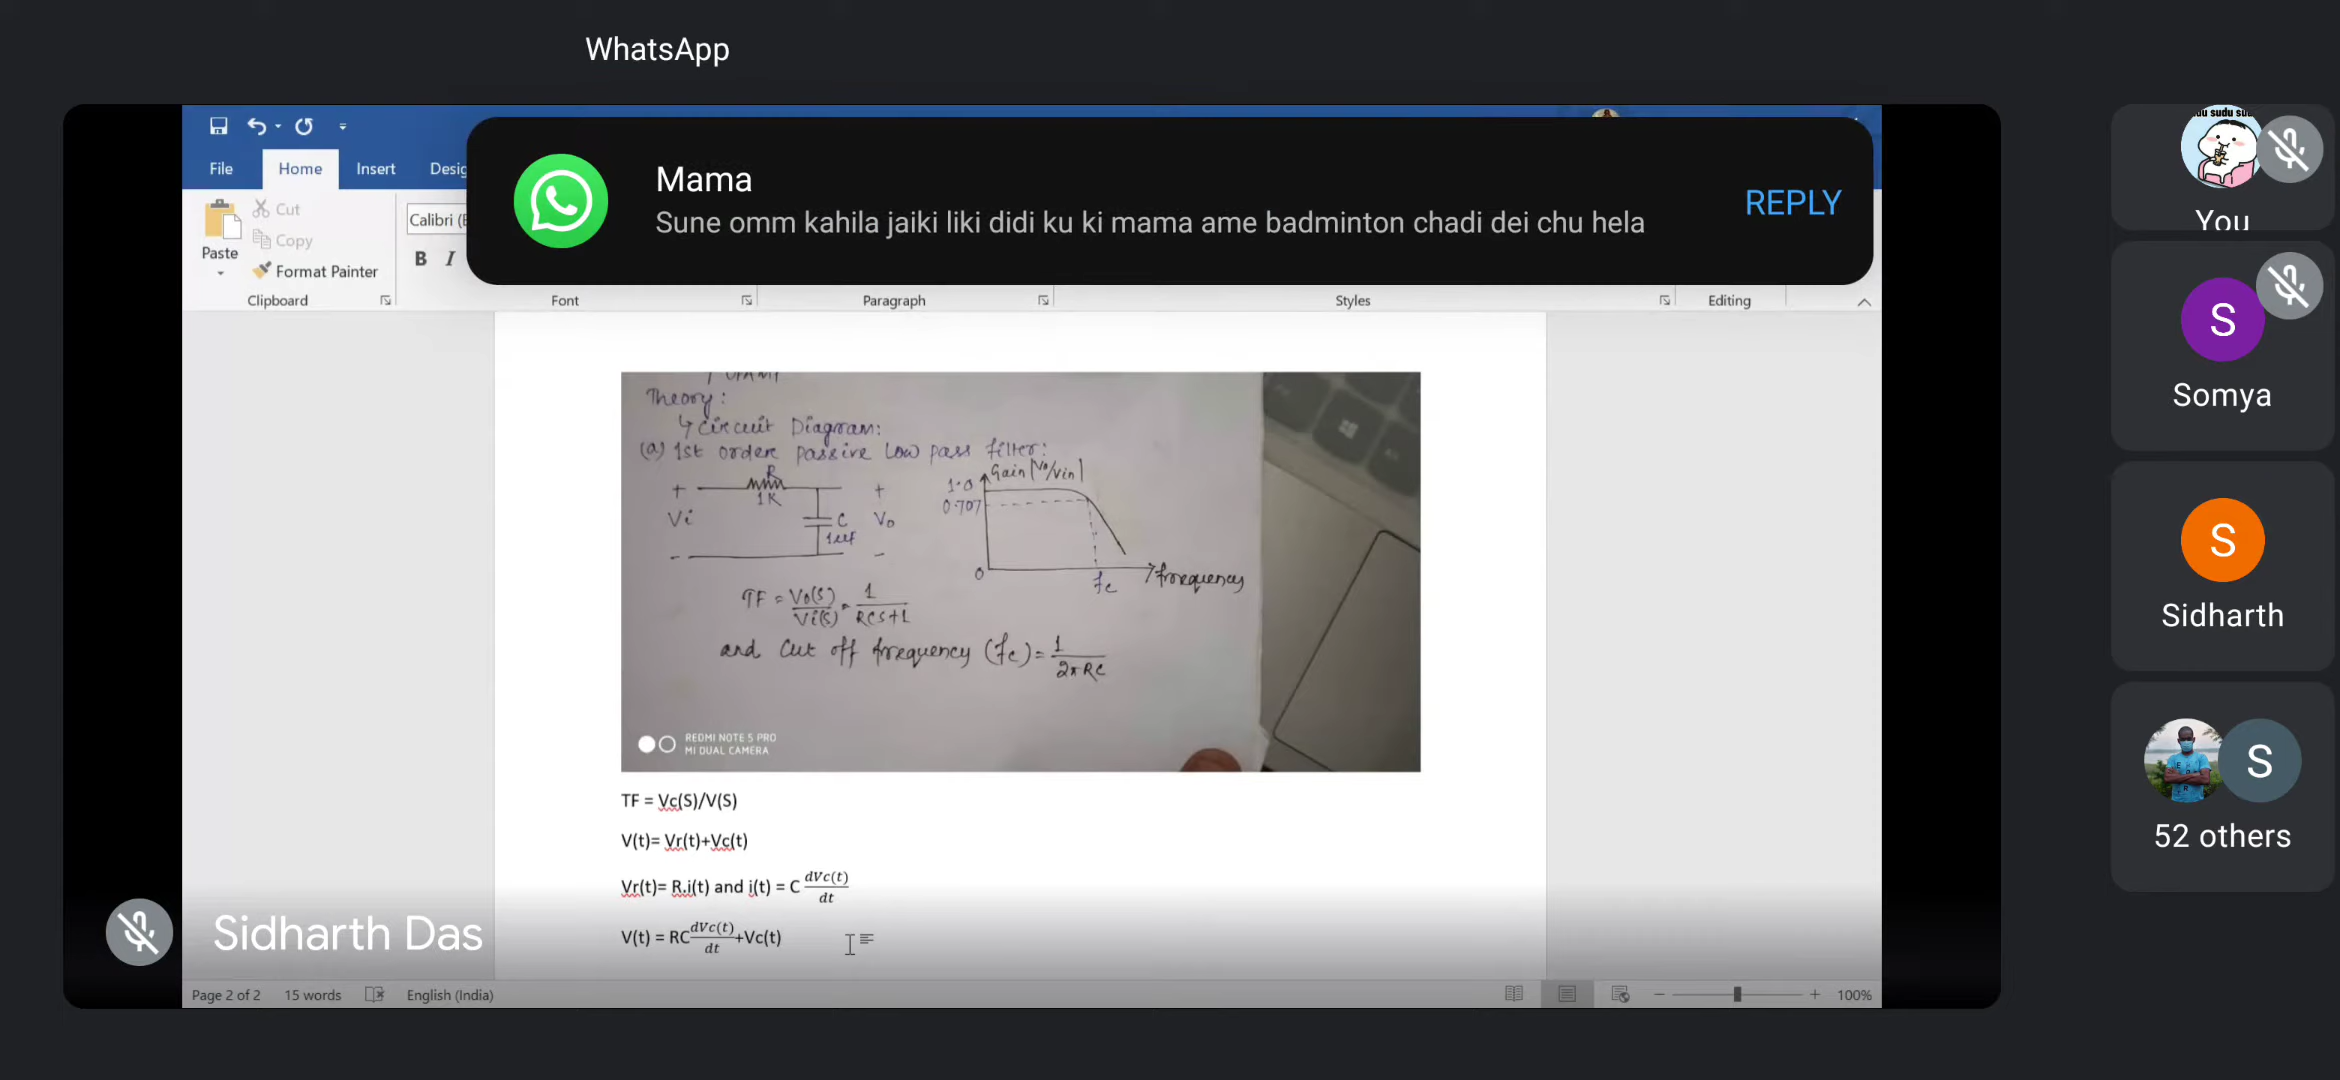 WhatsApp
Mama
Sune omm kahila jaiki liki didi ku ki mama ame badminton chadi dei chu hela
REPLY
File Home Insert Desig
Cut
Copy
Paste
Format Painter
Calibri (
B I
Clipboard Font Paragraph Styles Editing
Theory:
↳ Circuit Diagram:
(a) 1st order passive Low pass filter:
R
1K
+
Vi
-
C
1uf
+
Vo
-
Gain |Vo/Vin|
1.0
0.707
0
fc
frequency
TF = Vo(S)/Vi(S) = 1/RCS+1
and Cut off frequency (fc) = 1/2πRC
REDMI NOTE 5 PRO
MI DUAL CAMERA
TF = Vc(S)/V(S)
V(t)= Vr(t)+Vc(t)
Vr(t)= R.i(t) and i(t) = C dVc(t)/dt
V(t) = RC dVc(t)/dt +Vc(t)
Sidharth Das
Page 2 of 2 15 words English (India) 100%
sudu
You
S
Somya
S
Sidharth
S
52 others